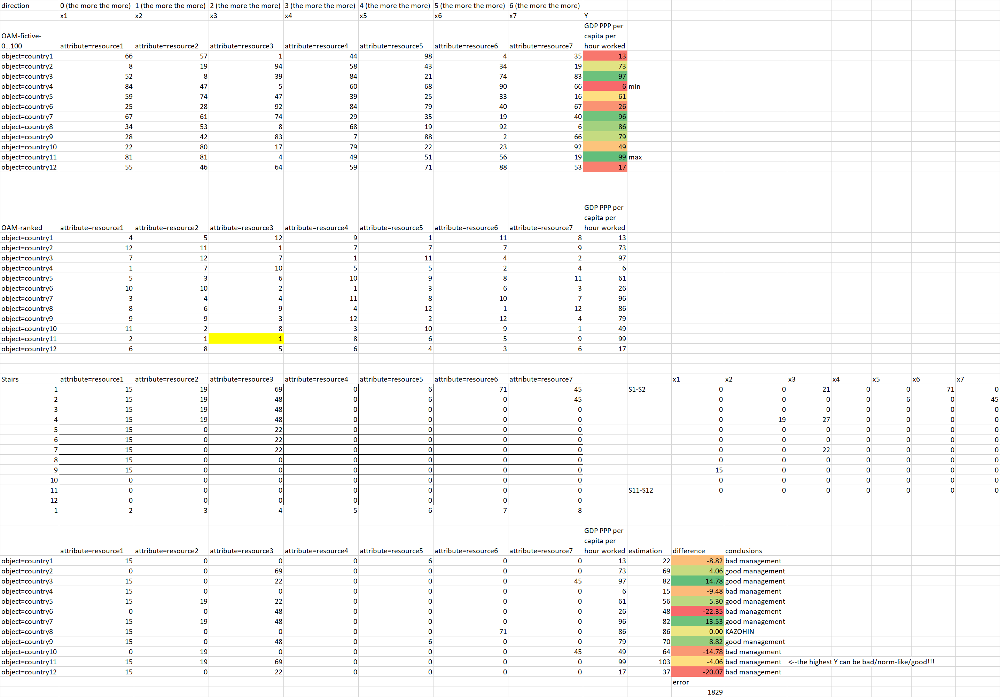 direction 0 (the more the more) 1 (the more the more) 2 (the more the more) 3 (the more the more) 4 (the more the more) 5 (the more the more) 6 (the more the more)
x1 x2 x3 x4 x5 x6 x7 Y
OAM-fictive-0...100 attribute=resource1 attribute=resource2 attribute=resource3 attribute=resource4 attribute=resource5 attribute=resource6 attribute=resource7 GDP PPP per capita per hour worked
object=country1 66 57 1 44 98 4 35 13
object=country2 8 19 94 58 43 34 19 73
object=country3 52 8 39 84 21 74 83 97
object=country4 84 47 5 60 68 90 66 6 min
object=country5 59 74 47 39 25 33 16 61
object=country6 25 28 92 84 79 40 67 26
object=country7 67 61 74 29 35 19 40 96
object=country8 34 53 8 68 19 92 6 86
object=country9 28 42 83 7 88 2 66 79
object=country10 22 80 17 79 22 23 92 49
object=country11 81 81 4 49 51 56 19 99 max
object=country12 55 46 64 59 71 88 53 17
OAM-ranked attribute=resource1 attribute=resource2 attribute=resource3 attribute=resource4 attribute=resource5 attribute=resource6 attribute=resource7 GDP PPP per capita per hour worked
object=country1 4 5 12 9 1 11 8 13
object=country2 12 11 1 7 7 7 9 73
object=country3 7 12 7 1 11 4 2 97
object=country4 1 7 10 5 5 2 4 6
object=country5 5 3 6 10 9 8 11 61
object=country6 10 10 2 1 3 6 3 26
object=country7 3 4 4 11 8 10 7 96
object=country8 8 6 9 4 12 1 12 86
object=country9 9 9 3 12 2 12 4 79
object=country10 11 2 8 3 10 9 1 49
object=country11 2 1 1 8 6 5 9 99
object=country12 6 8 5 6 4 3 6 17
Stairs attribute=resource1 attribute=resource2 attribute=resource3 attribute=resource4 attribute=resource5 attribute=resource6 attribute=resource7 x1 x2 x3 x4 x5 x6 x7
1 15 19 69 0 6 71 45 S1-S2 0 0 21 0 0 71 0
2 15 19 48 0 6 0 45 0 0 0 0 6 0 45
3 15 19 48 0 0 0 0 0 0 0 0 0 0 0
4 15 19 48 0 0 0 0 0 19 27 0 0 0 0
5 15 0 22 0 0 0 0 0 0 0 0 0 0 0
6 15 0 22 0 0 0 0 0 0 0 0 0 0 0
7 15 0 22 0 0 0 0 0 0 22 0 0 0 0
8 15 0 0 0 0 0 0 0 0 0 0 0 0 0
9 15 0 0 0 0 0 0 15 0 0 0 0 0 0
10 0 0 0 0 0 0 0 0 0 0 0 0 0 0
11 0 0 0 0 0 0 0 S11-S12 0 0 0 0 0 0 0
12 0 0 0 0 0 0 0
1 2 3 4 5 6 7 8
attribute=resource1 attribute=resource2 attribute=resource3 attribute=resource4 attribute=resource5 attribute=resource6 attribute=resource7 GDP PPP per capita per hour worked estimation difference conclusions
object=country1 15 0 0 0 6 0 0 13 22 -8.82 bad management
object=country2 0 0 69 0 0 0 0 73 69 4.06 good management
object=country3 15 0 22 0 0 0 45 97 82 14.78 good management
object=country4 15 0 0 0 0 0 0 6 15 -9.48 bad management
object=country5 15 19 22 0 0 0 0 61 56 5.30 good management
object=country6 0 0 48 0 0 0 0 26 48 -22.35 bad management
object=country7 15 19 48 0 0 0 0 96 82 13.53 good management
object=country8 15 0 0 0 0 71 0 86 86 0.00 KAZOHIN
object=country9 15 0 48 0 6 0 0 79 70 8.82 good management
object=country10 0 19 0 0 0 0 45 49 64 -14.78 bad management
object=country11 15 19 69 0 0 0 0 99 103 -4.06 bad management <--the highest Y can be bad/norm-like/good!!!
object=country12 15 0 22 0 0 0 0 17 37 -20.07 bad management
error
1829